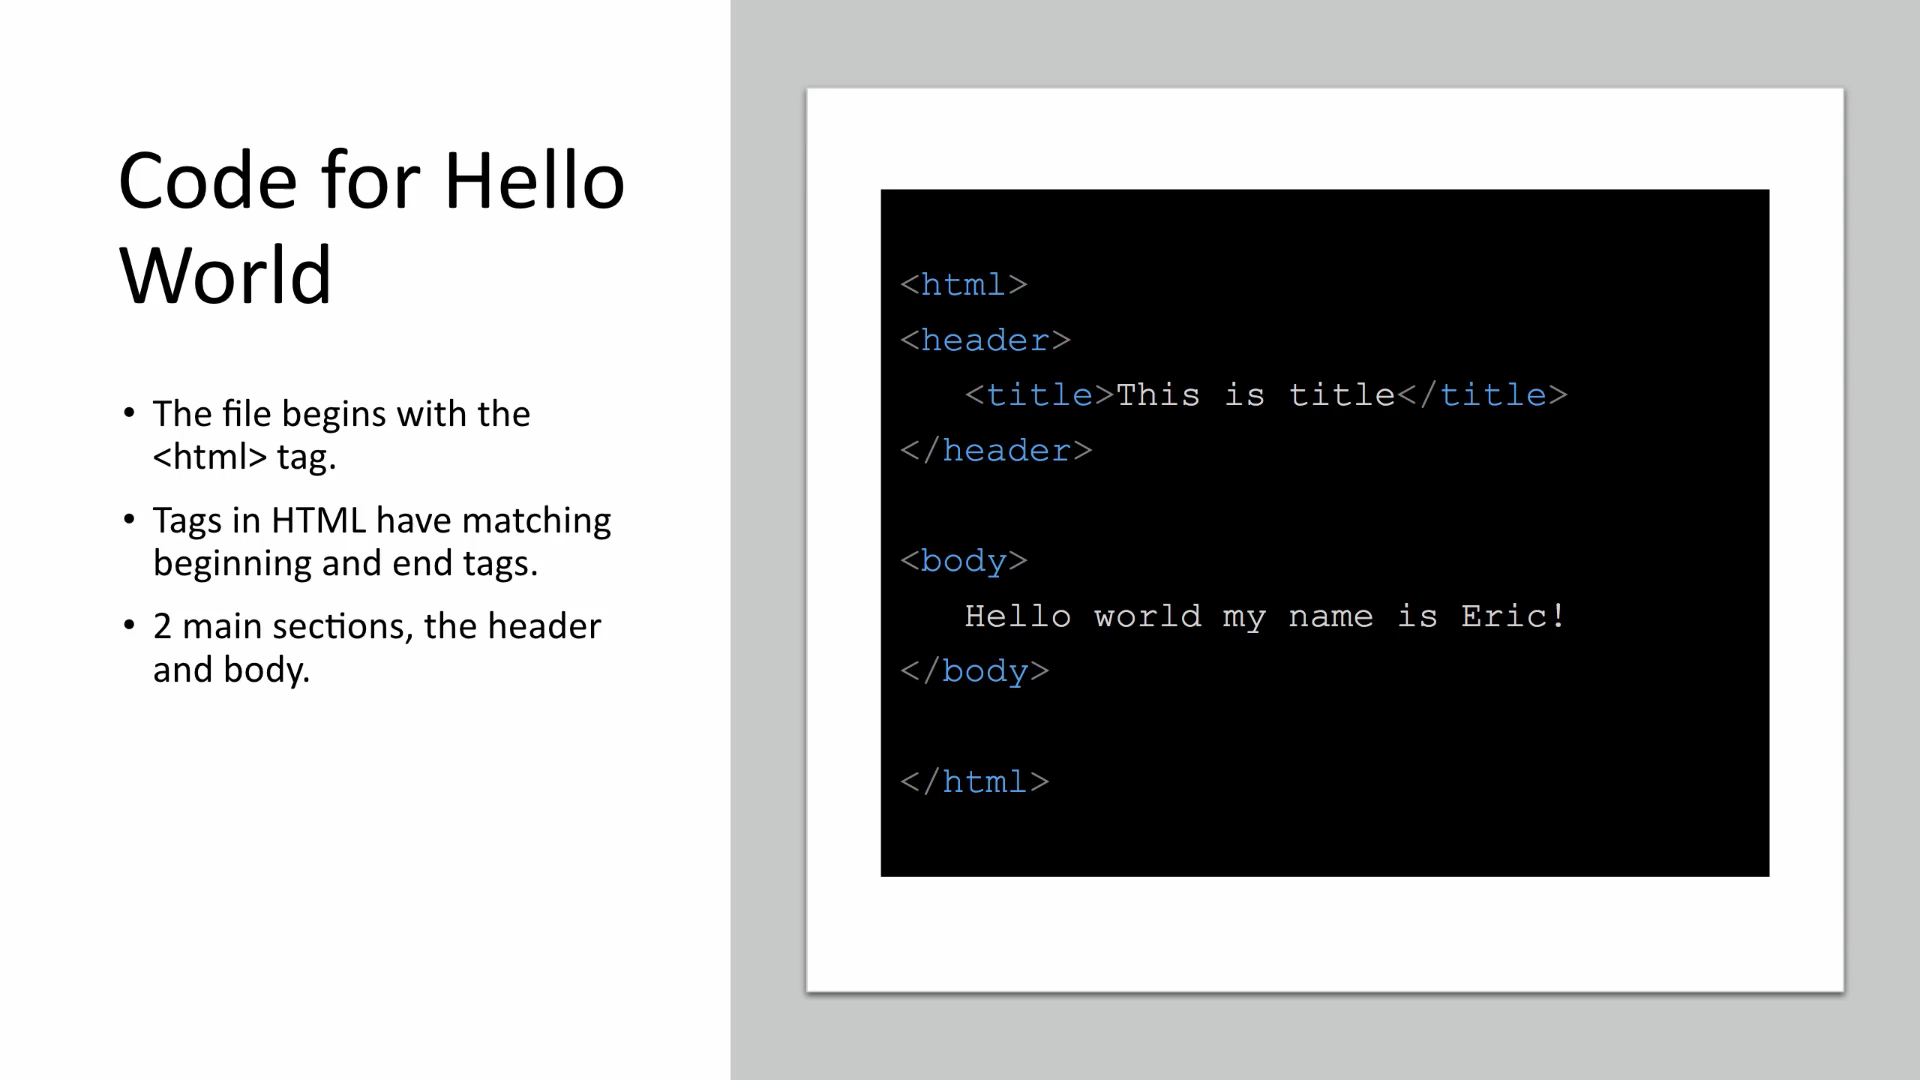 Code for Hello
World
• The file begins with the
<html> tag.
• Tags in HTML have matching
beginning and end tags.
• 2 main sections, the header
and body.
<html>
<header>
   <title>This is title</title>
</header>
<body>
   Hello world my name is Eric!
</body>
</html>